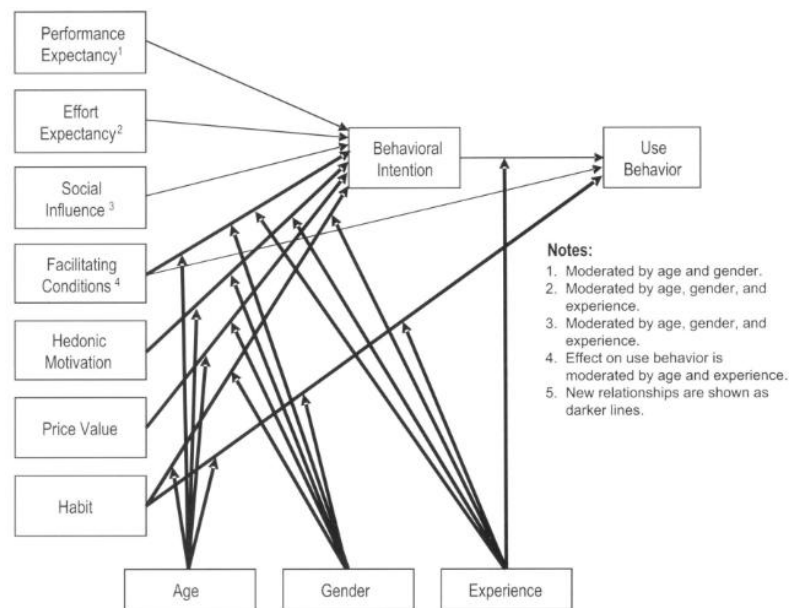 Performance
Expectancy1
Effort
Expectancy2
Social
Influence 3
Facilitating
Conditions 4
Hedonic
Motivation
Price Value
Habit
Behavioral
Intention
Use
Behavior
Notes:
1. Moderated by age and gender.
2. Moderated by age, gender, and
experience.
3. Moderated by age, gender, and
experience.
4. Effect on use behavior is
moderated by age and experience.
5. New relationships are shown as
darker lines.
Age
Gender
Experience